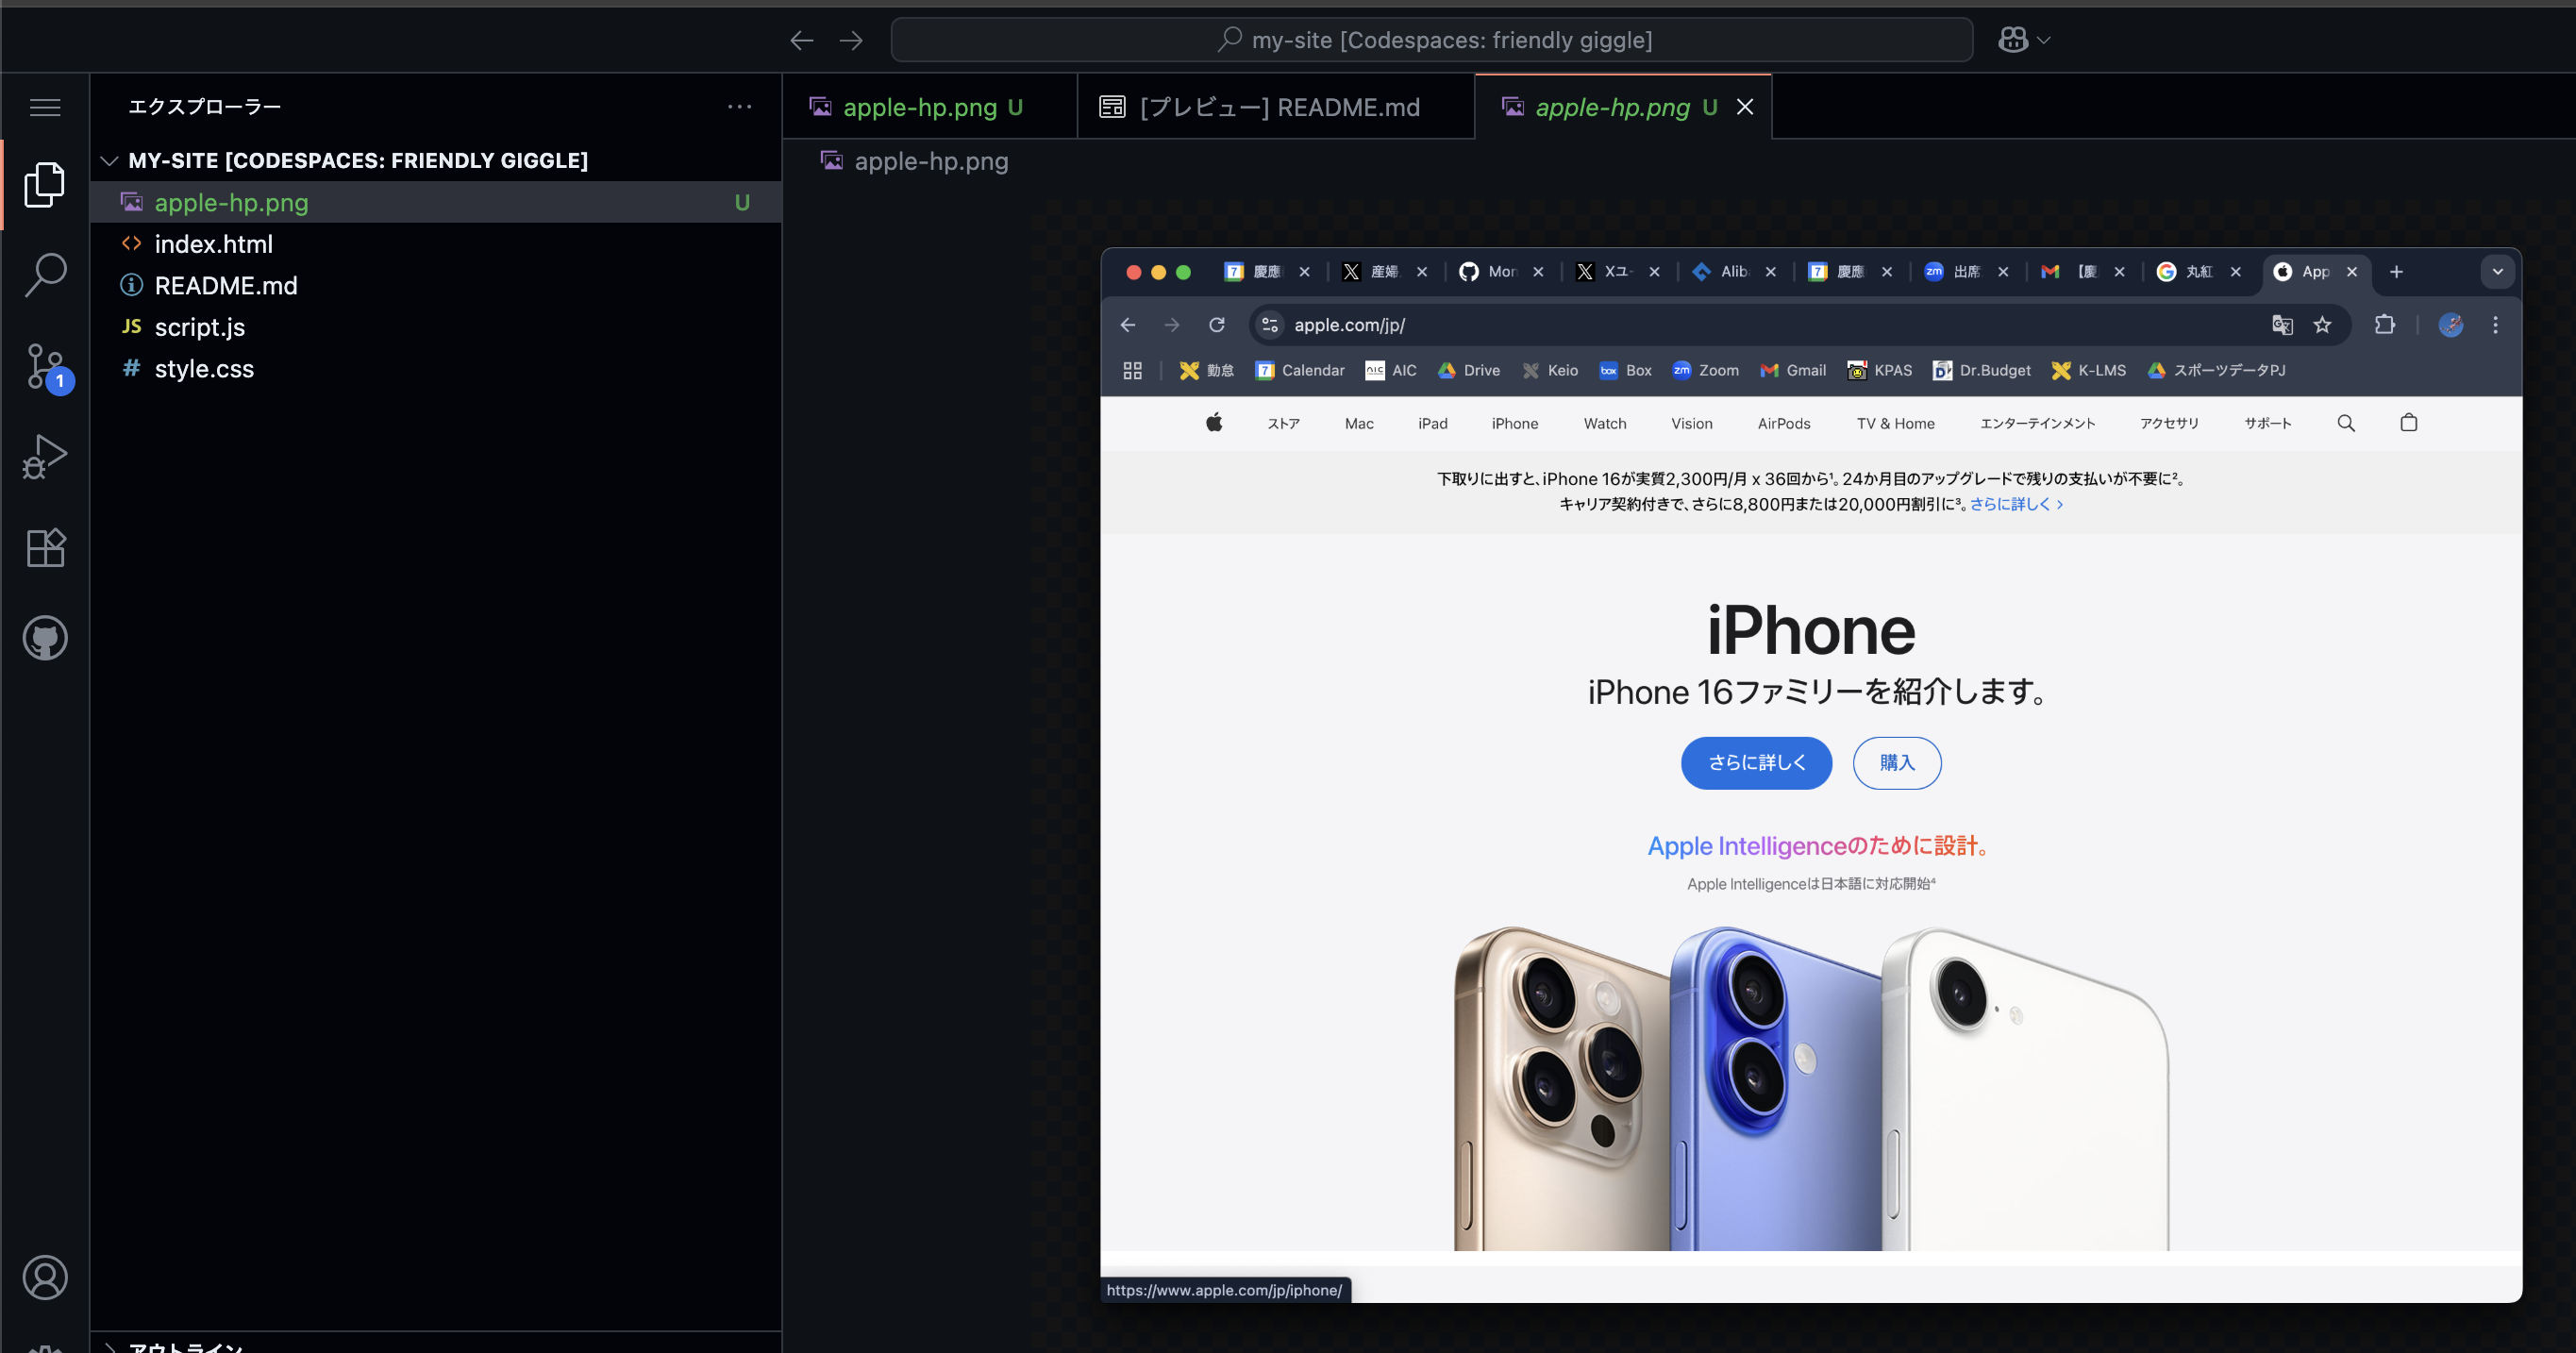 my-site [Codespaces: friendly giggle]
エクスプローラー
MY-SITE [CODESPACES: FRIENDLY GIGGLE]
apple-hp.png U
index.html
README.md
JS script.js
# style.css
1
アウトライン
apple-hp.png U
[プレビュー] README.md
apple-hp.png U
apple-hp.png
7 慶應
産婦
Mon
Xユー
Alib
7 慶應
zm 出席
【慶
丸紅
App
apple.com/jp/
勤怠
7 Calendar
AIC AIC
Drive
Keio
box Box
zm Zoom
Gmail
KPAS
Dr.Budget
K-LMS
スポーツデータPJ
ストア Mac iPad iPhone Watch Vision AirPods TV & Home エンターテインメント アクセサリ サポート
下取りに出すと、iPhone 16が実質2,300円/月 x 36回から¹。24か月目のアップグレードで残りの支払いが不要に²。
キャリア契約付きで、さらに8,800円または20,000円割引に³。さらに詳しく >
iPhone
iPhone 16ファミリーを紹介します。
さらに詳しく 購入
Apple Intelligenceのために設計。
Apple Intelligenceは日本語に対応開始⁴
https://www.apple.com/jp/iphone/